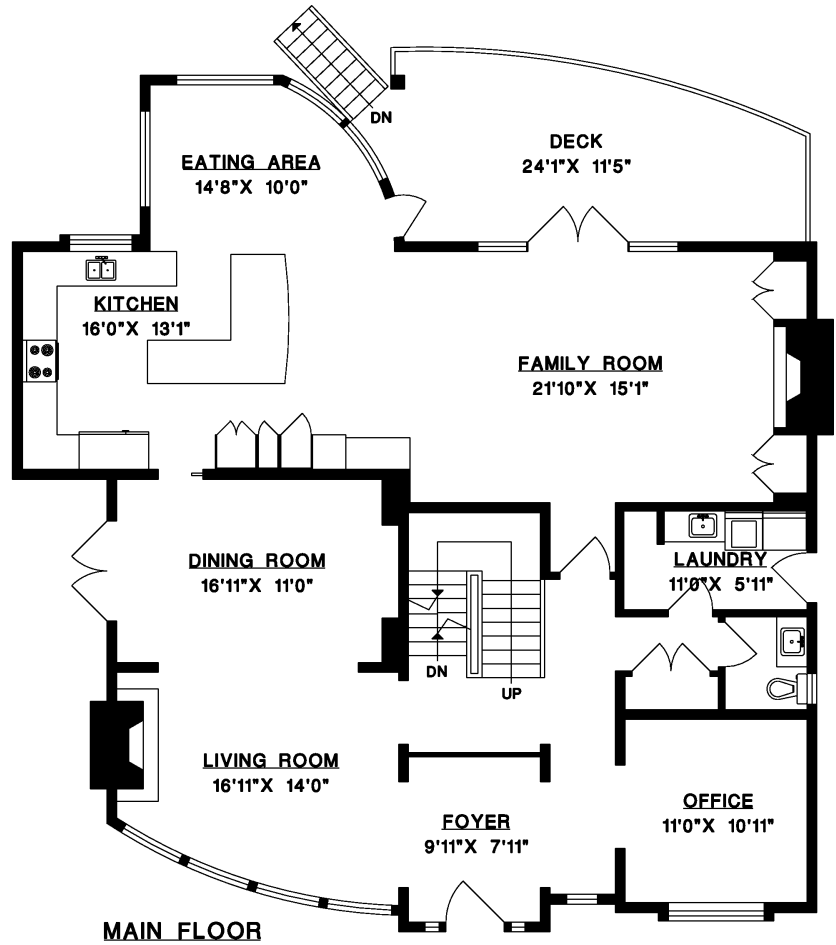 DN
DECK
24'1"X 11'5"
EATING AREA
14'8"X 10'0"
KITCHEN
16'0"X 13'1"
FAMILY ROOM
21'10"X 15'1"
DINING ROOM
16'11"X 11'0"
LAUNDRY
11'0"X 5'11"
DN
UP
LIVING ROOM
16'11"X 14'0"
FOYER
9'11"X 7'11"
OFFICE
11'0"X 10'11"
MAIN FLOOR